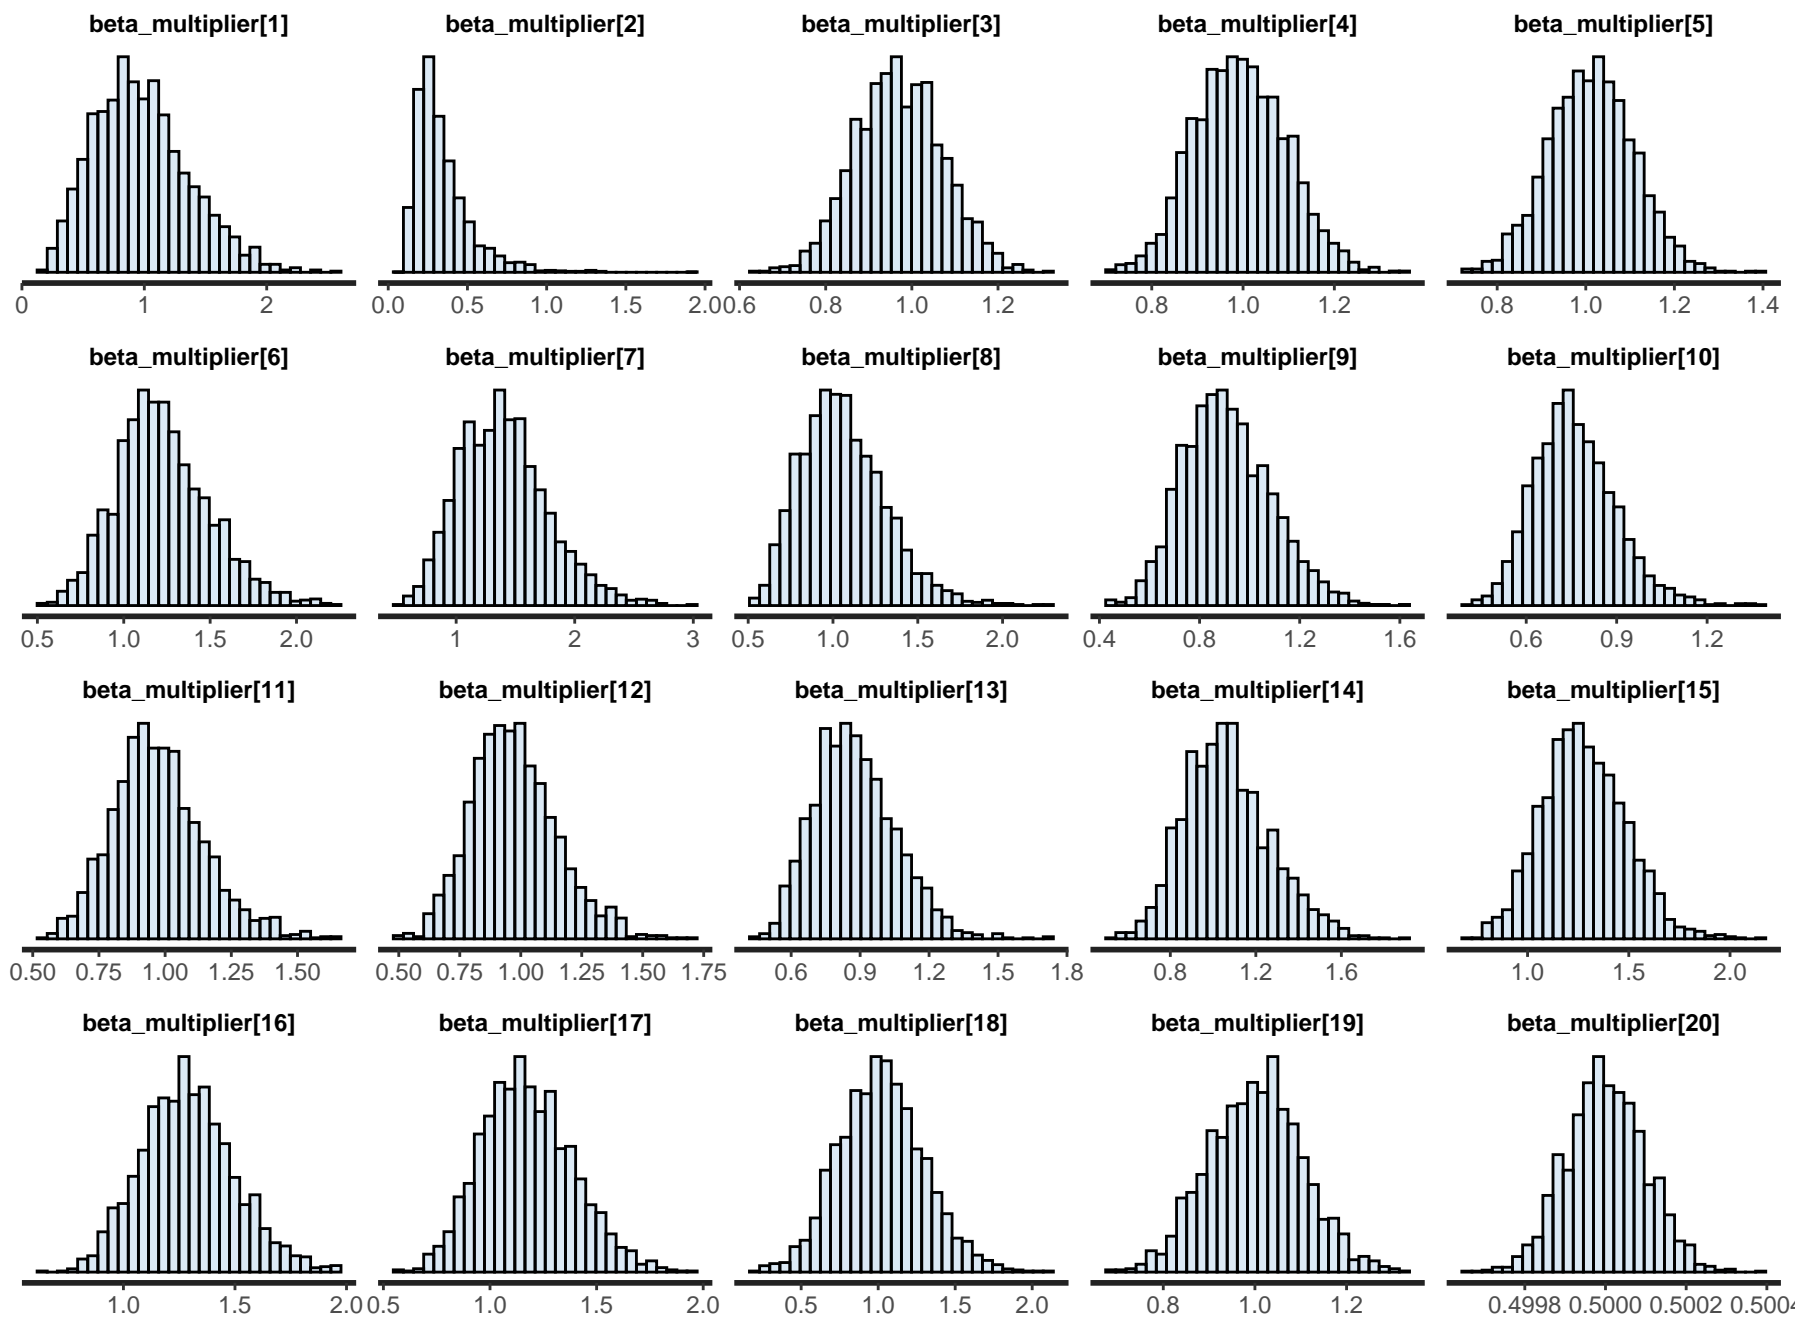 beta_multiplier[1] beta_multiplier[2] beta_multiplier[3] beta_multiplier[4] beta_multiplier[5]
0 1 2 0.0 0.5 1.0 1.5 2.0 0.6 0.8 1.0 1.2 0.8 1.0 1.2 0.8 1.0 1.2 1.4
beta_multiplier[6] beta_multiplier[7] beta_multiplier[8] beta_multiplier[9] beta_multiplier[10]
0.5 1.0 1.5 2.0 1 2 3 0.5 1.0 1.5 2.0 0.4 0.8 1.2 1.6 0.6 0.9 1.2
beta_multiplier[11] beta_multiplier[12] beta_multiplier[13] beta_multiplier[14] beta_multiplier[15]
0.50 0.75 1.00 1.25 1.50 0.50 0.75 1.00 1.25 1.50 1.75 0.6 0.9 1.2 1.5 1.8 0.8 1.2 1.6 1.0 1.5 2.0
beta_multiplier[16] beta_multiplier[17] beta_multiplier[18] beta_multiplier[19] beta_multiplier[20]
1.0 1.5 2.0 0.5 1.0 1.5 2.0 0.5 1.0 1.5 2.0 0.8 1.0 1.2 0.4998 0.5000 0.5002 0.5004